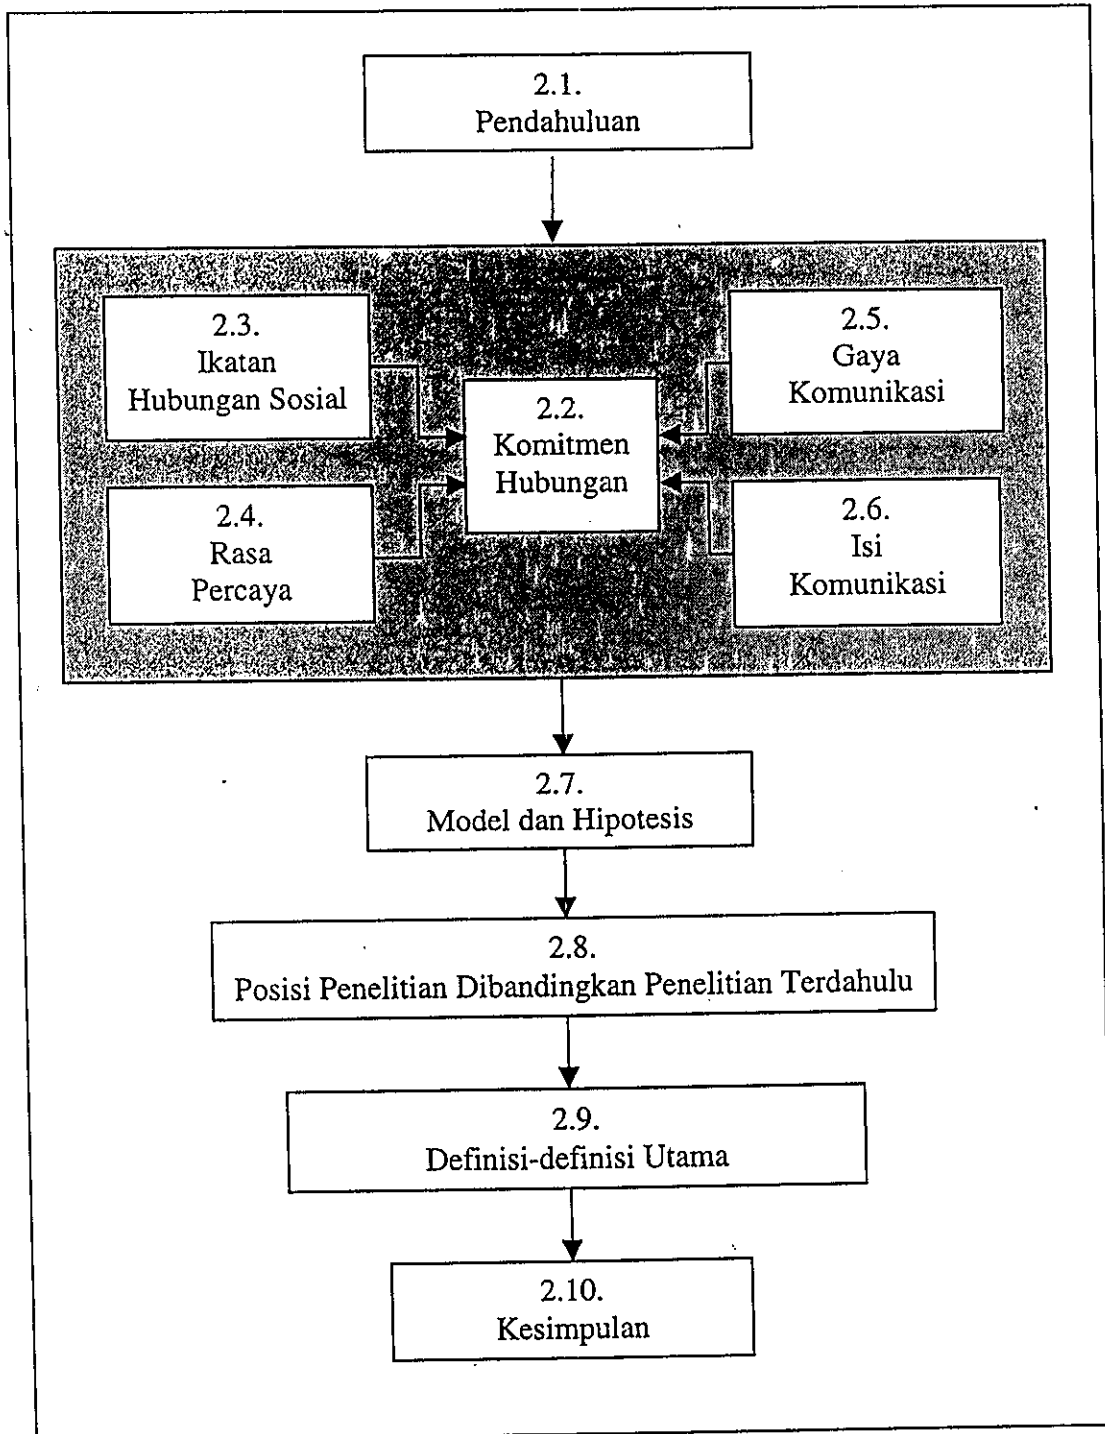 2.1.
Pendahuluan
2.3.
Ikatan
Hubungan Sosial
2.4.
Rasa
Percaya
2.2.
Komitmen
Hubungan
2.5.
Gaya
Komunikasi
2.6.
Isi
Komunikasi
2.7.
Model dan Hipotesis
2.8.
Posisi Penelitian Dibandingkan Penelitian Terdahulu
2.9.
Definisi-definisi Utama
2.10.
Kesimpulan